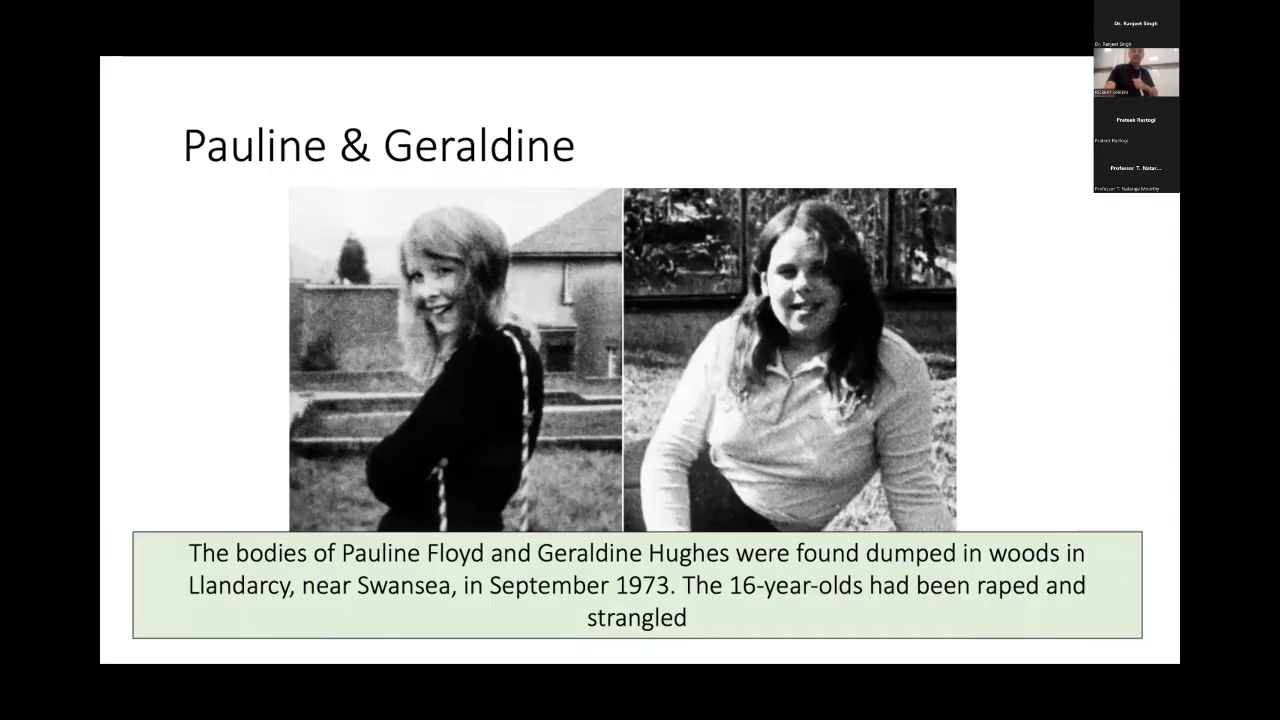 Dr. Ranjeet Singh
Dr. Ranjeet Singh
ROBERT GREEN
Prateek Rastogi
Prateek Rastogi
Professor T. Natar...
Professor T. Nataraja Moorthy
Pauline & Geraldine
The bodies of Pauline Floyd and Geraldine Hughes were found dumped in woods in
Llandarcy, near Swansea, in September 1973. The 16-year-olds had been raped and
strangled